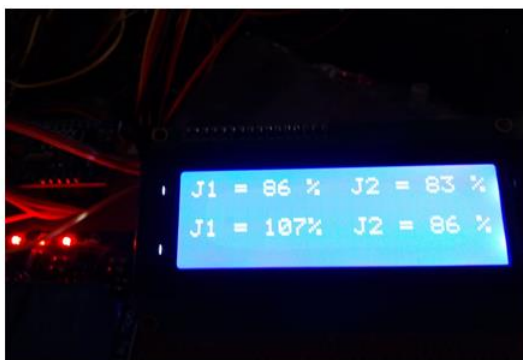 J1 = 86 % J2 = 83 %
J1 = 107% J2 = 86 %